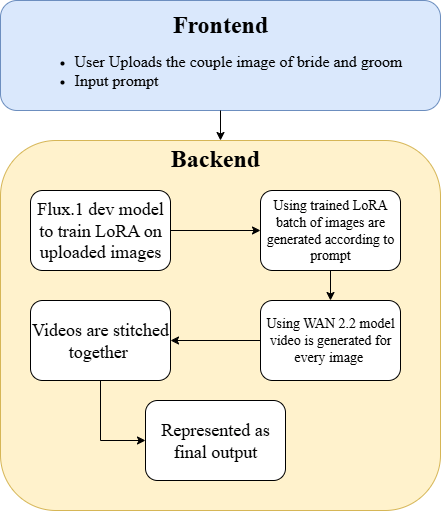 Frontend
• User Uploads the couple image of bride and groom
• Input prompt
Backend
Flux.1 dev model
to train LoRA on
uploaded images
Using trained LoRA
batch of images are
generated according to
prompt
Videos are stitched
together
Using WAN 2.2 model
video is generated for
every image
Represented as
final output